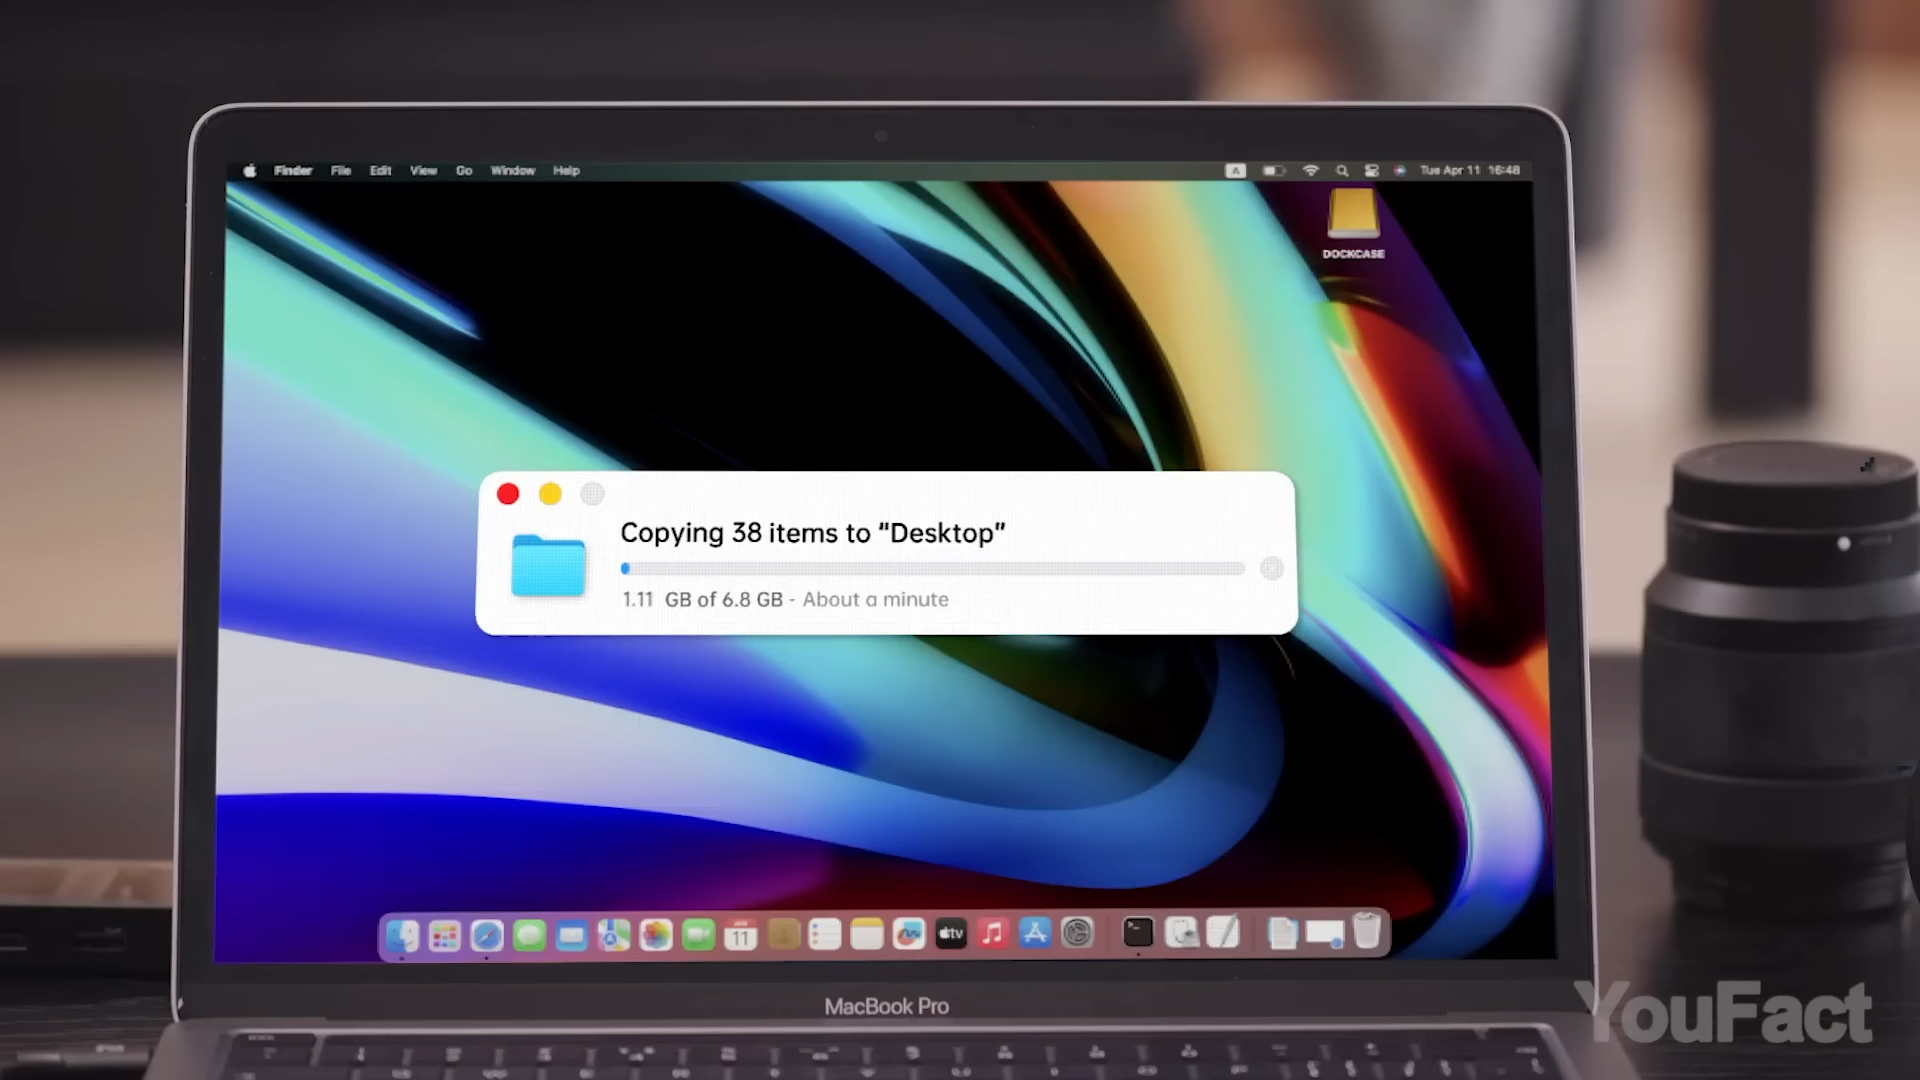 Finder File Edit View Go Window Help
A Tue Apr 11 16:48
DOCKCASE
Copying 38 items to “Desktop”
1.11 GB of 6.8 GB - About a minute
11
tv
MacBook Pro
YouFact